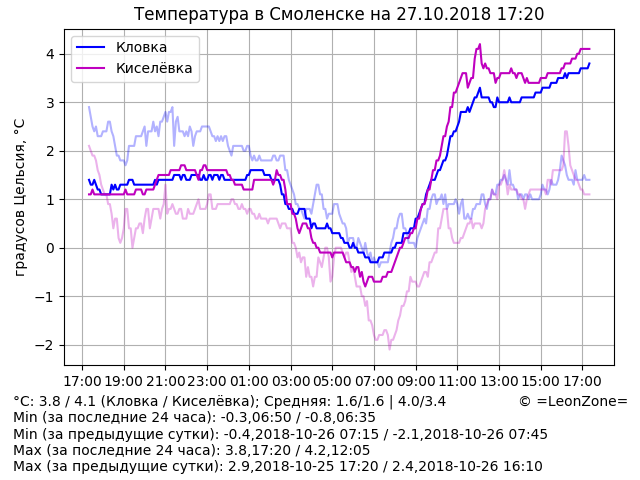 Температура в Смоленске на 27.10.2018 17:20
Кловка
Киселёвка
градусов Цельсия, °C
4
3
2
1
0
−1
−2
17:00 19:00 21:00 23:00 01:00 03:00 05:00 07:00 09:00 11:00 13:00 15:00 17:00
°C: 3.8 / 4.1 (Кловка / Киселёвка); Средняя: 1.6/1.6 | 4.0/3.4 © =LeonZone=
Min (за последние 24 часа): -0.3,06:50 / -0.8,06:35
Min (за предыдущие сутки): -0.4,2018-10-26 07:15 / -2.1,2018-10-26 07:45
Max (за последние 24 часа): 3.8,17:20 / 4.2,12:05
Max (за предыдущие сутки): 2.9,2018-10-25 17:20 / 2.4,2018-10-26 16:10